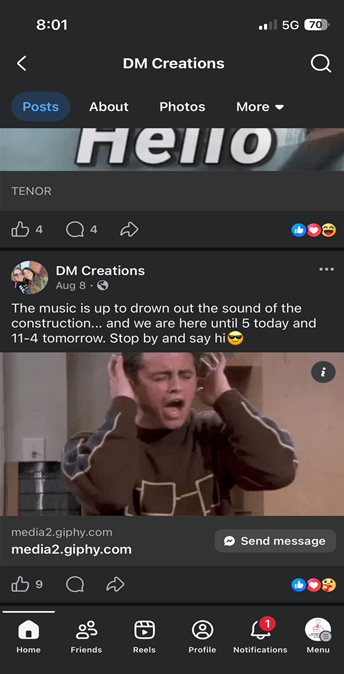 8:01
5G 70
DM Creations
Posts About Photos More
Hello
TENOR
4 4
DM Creations
Aug 8 ·
The music is up to drown out the sound of the
construction... and we are here until 5 today and
11-4 tomorrow. Stop by and say hi😎
i
media2.giphy.com
media2.giphy.com
Send message
9
1
Home Friends Reels Profile Notifications Menu